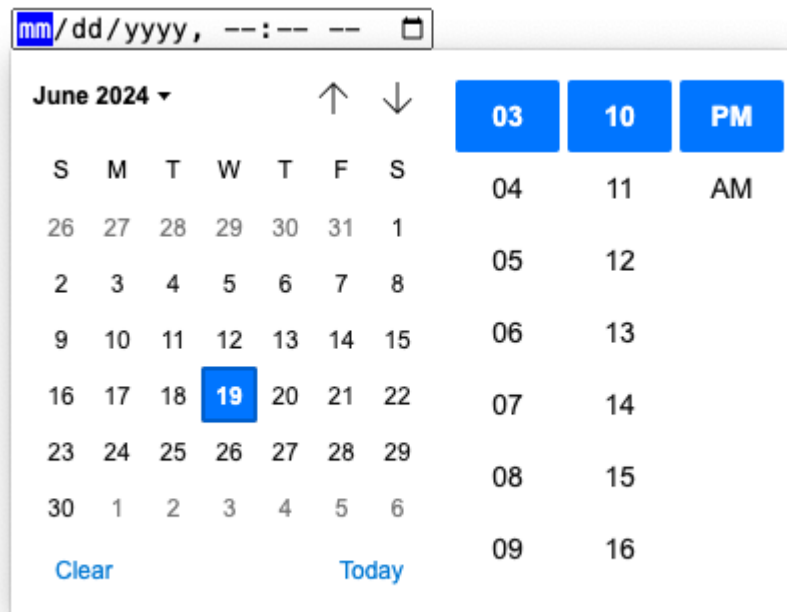 mm/dd/yyyy, --:-- --
June 2024
S M T W T F S
26 27 28 29 30 31 1
2 3 4 5 6 7 8
9 10 11 12 13 14 15
16 17 18 19 20 21 22
23 24 25 26 27 28 29
30 1 2 3 4 5 6
Clear Today
03 10 PM
04 11 AM
05 12
06 13
07 14
08 15
09 16